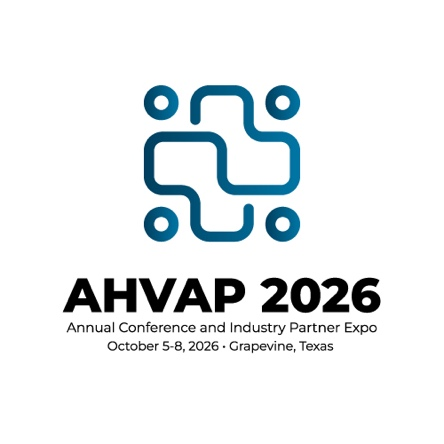 AHVAP 2026
Annual Conference and Industry Partner Expo
October 5-8, 2026 • Grapevine, Texas